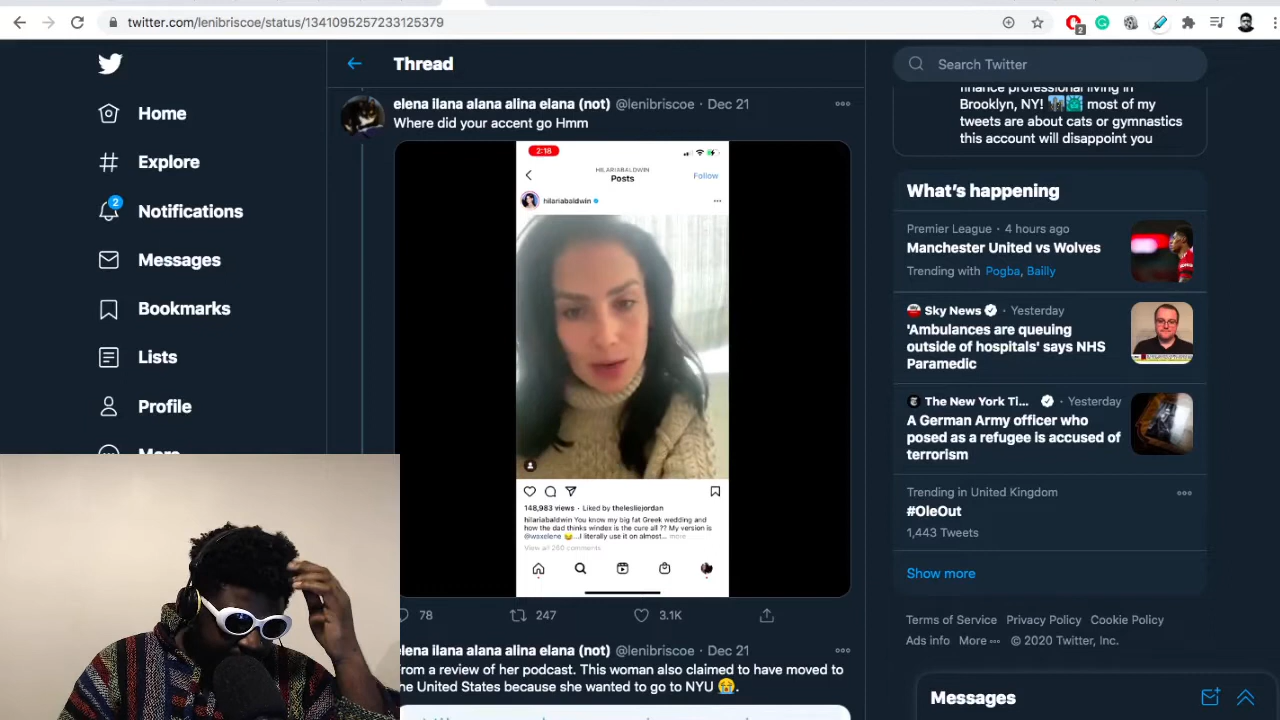 twitter.com/lenibriscoe/status/1341095257233125379
2
Home
Explore
2
Notifications
Messages
Bookmarks
Lists
Profile
More
Thread
elena ilana alana alina elana (not) @lenibriscoe · Dec 21
Where did your accent go Hmm
2:18
HILARIABALDWIN
Posts
Follow
hilariabaldwin
148,983 views · Liked by thelesliejordan
hilariabaldwin You know my big fat Greek wedding and
how the dad thinks windex is the cure all ?? My version is
@waxelene 😂...I literally use it on almost... more
View all 260 comments
78
247
3.1K
elena ilana alana alina elana (not) @lenibriscoe · Dec 21
From a review of her podcast. This woman also claimed to have moved to
the United States because she wanted to go to NYU 😭.
Search Twitter
finance professional living in
Brooklyn, NY! 🗽 most of my
tweets are about cats or gymnastics
this account will disappoint you
What's happening
Premier League · 4 hours ago
Manchester United vs Wolves
Trending with Pogba, Bailly
Sky News · Yesterday
'Ambulances are queuing
outside of hospitals' says NHS
Paramedic
The New York Ti... · Yesterday
A German Army officer who
posed as a refugee is accused of
terrorism
Trending in United Kingdom
#OleOut
1,443 Tweets
Show more
Terms of Service Privacy Policy Cookie Policy
Ads info More © 2020 Twitter, Inc.
Messages